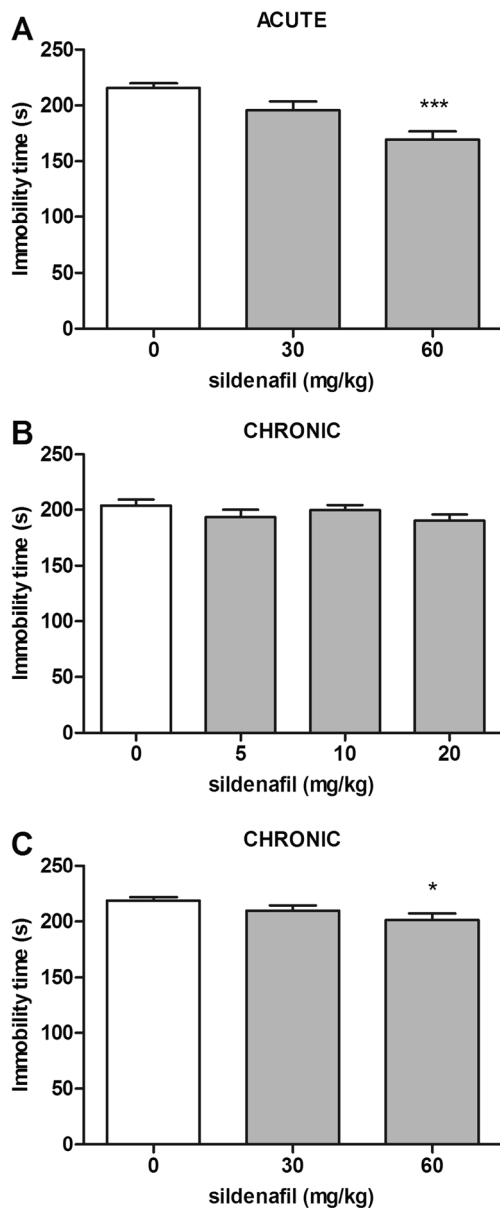 A
ACUTE
Immobility time (s)
250
200
150
100
50
0
***
0 30 60
sildenafil (mg/kg)
B
CHRONIC
Immobility time (s)
250
200
150
100
50
0
0 5 10 20
sildenafil (mg/kg)
C
CHRONIC
Immobility time (s)
250
200
150
100
50
0
*
0 30 60
sildenafil (mg/kg)